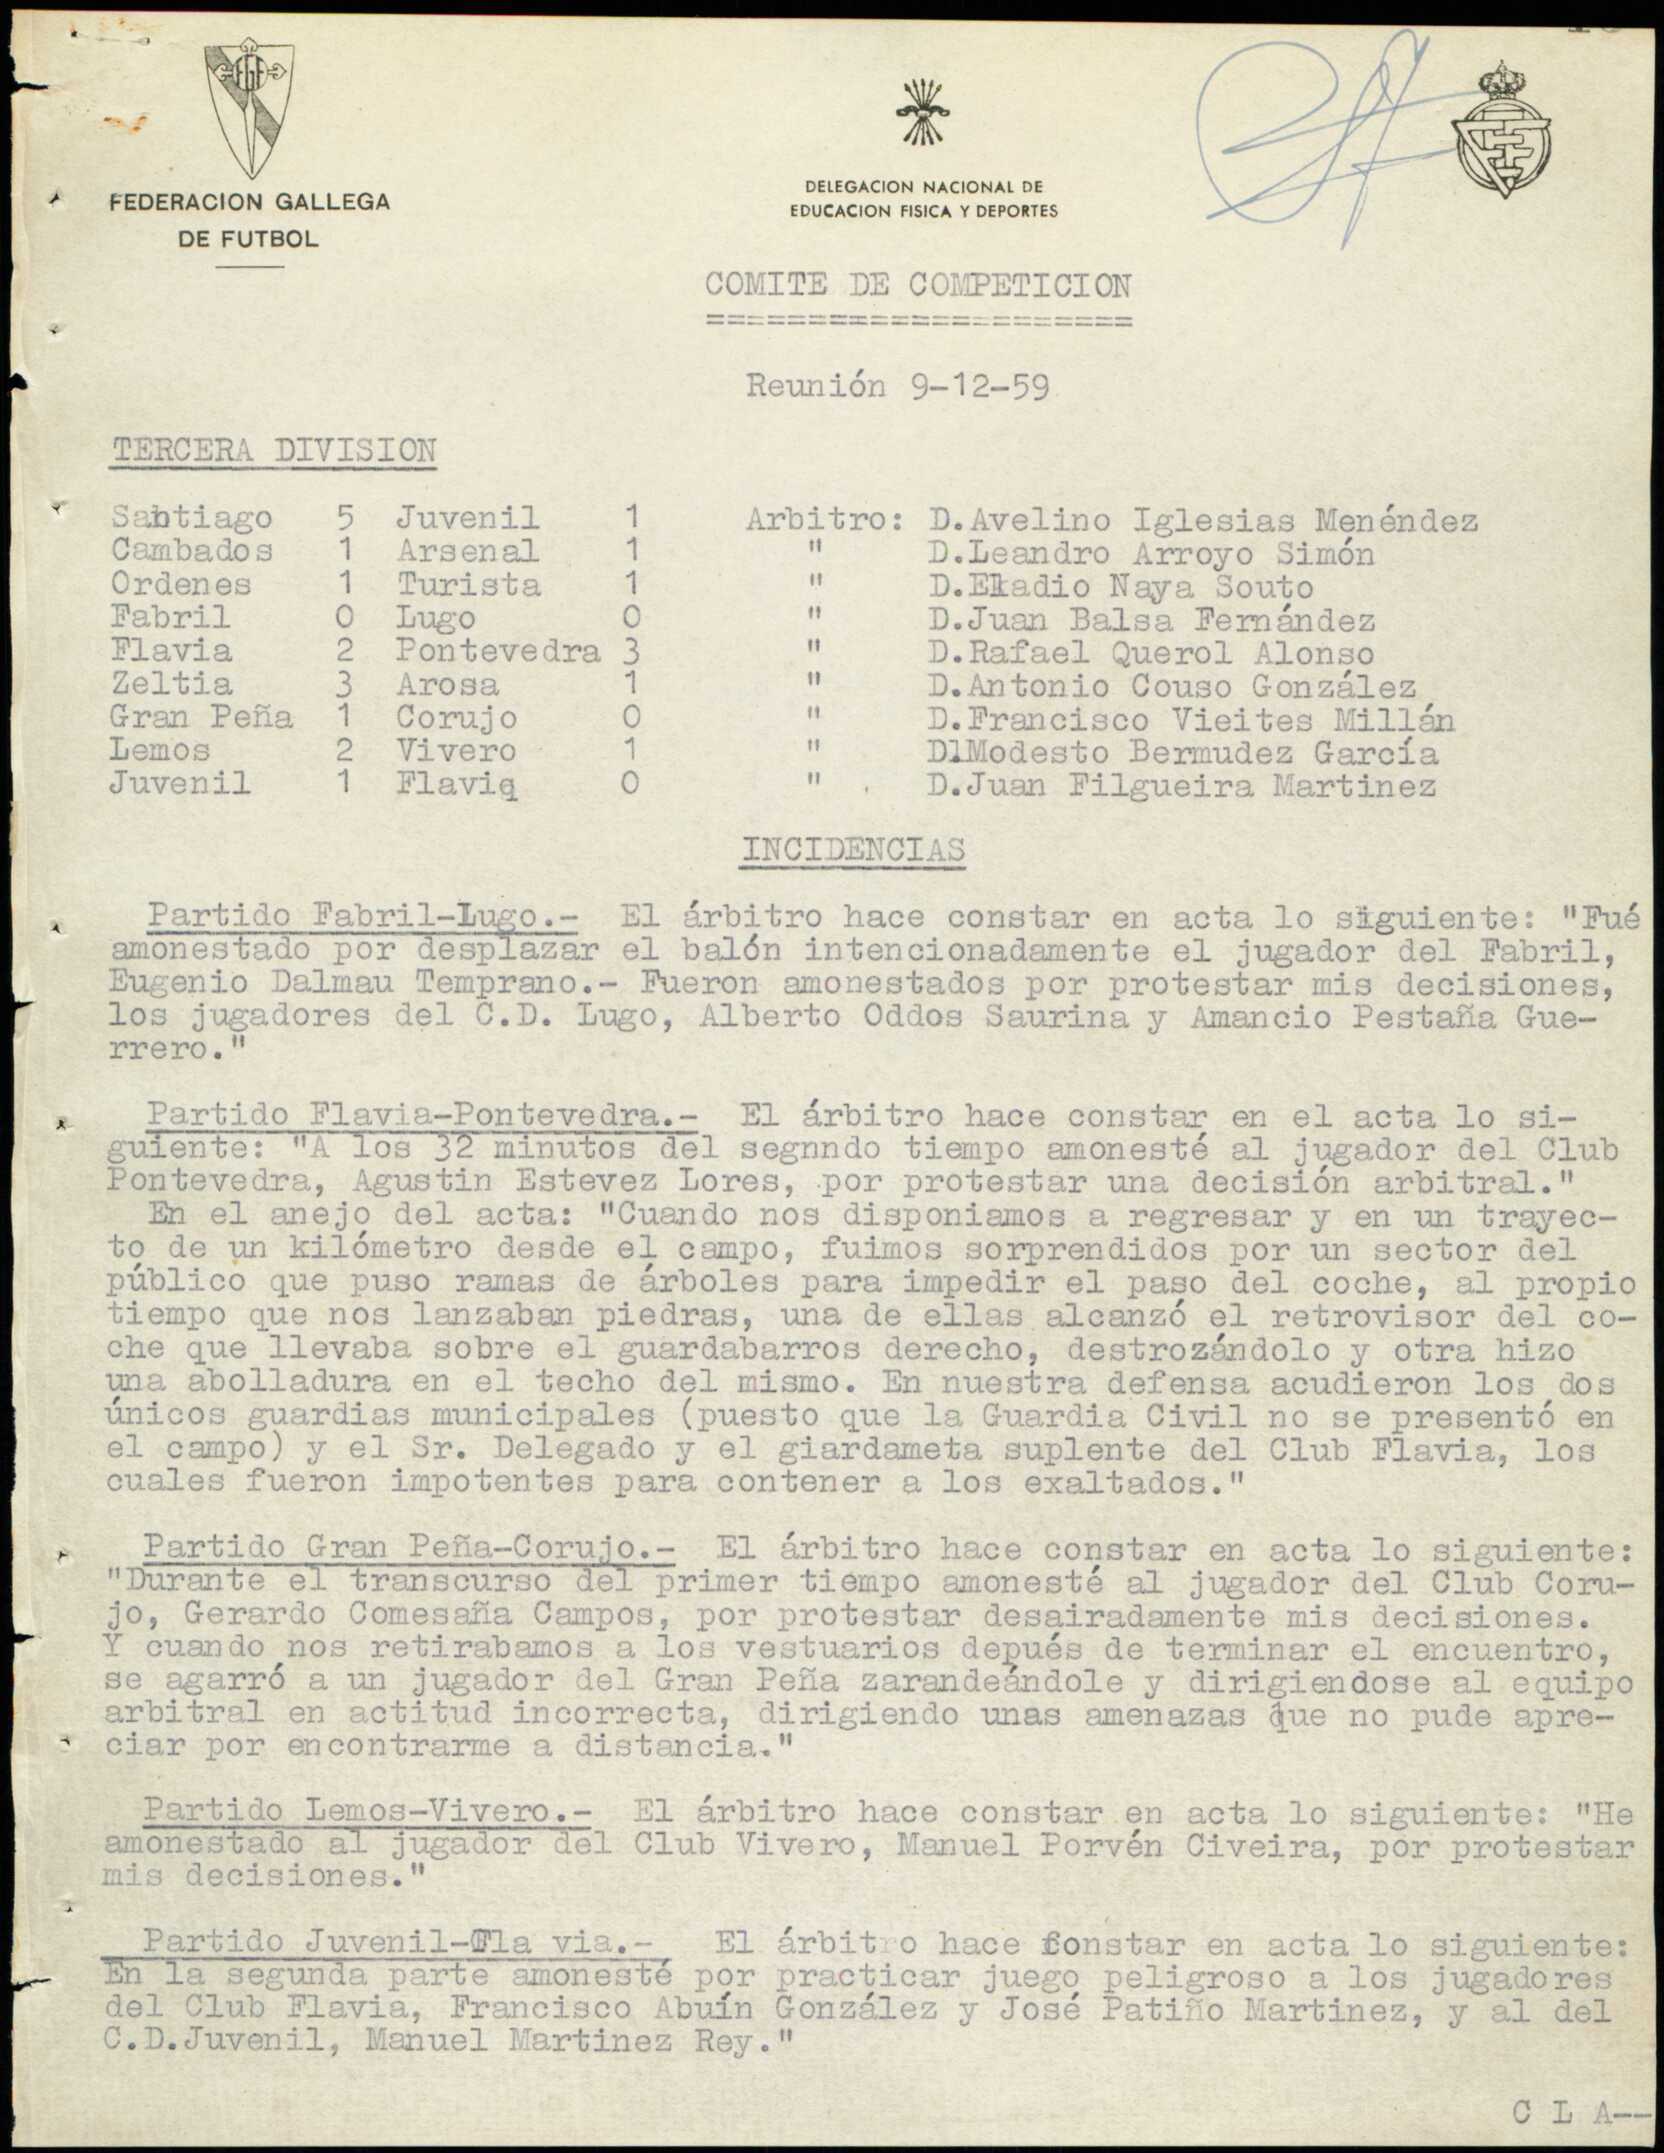 FGF
FEDERACION GALLEGA
DE FUTBOL
DELEGACION NACIONAL DE
EDUCACION FISICA Y DEPORTES
COMITE DE COMPETICION
=====================
Reunión 9-12-59
TERCERA DIVISION
Santiago 5 Juvenil 1 Arbitro: D.Avelino Iglesias Menéndez
Cambados 1 Arsenal 1 " D.Leandro Arroyo Simón
Ordenes 1 Turista 1 " D.Eladio Naya Souto
Fabril 0 Lugo 0 " D.Juan Balsa Fernández
Flavia 2 Pontevedra 3 " D.Rafael Querol Alonso
Zeltia 3 Arosa 1 " D.Antonio Couso González
Gran Peña 1 Corujo 0 " D.Francisco Vieites Millán
Lemos 2 Vivero 1 " D.Modesto Bermudez García
Juvenil 1 Flavia 0 " D.Juan Filgueira Martinez
INCIDENCIAS
Partido Fabril-Lugo.- El árbitro hace constar en acta lo siguiente: "Fué
amonestado por desplazar el balón intencionadamente el jugador del Fabril,
Eugenio Dalmau Temprano.- Fueron amonestados por protestar mis decisiones,
los jugadores del C.D. Lugo, Alberto Oddos Saurina y Amancio Pestaña Gue-
rrero."
Partido Flavia-Pontevedra.- El árbitro hace constar en el acta lo si-
guiente: "A los 32 minutos del segnndo tiempo amonesté al jugador del Club
Pontevedra, Agustin Estevez Lores, por protestar una decisión arbitral."
En el anejo del acta: "Cuando nos disponiamos a regresar y en un trayec-
to de un kilómetro desde el campo, fuimos sorprendidos por un sector del
público que puso ramas de árboles para impedir el paso del coche, al propio
tiempo que nos lanzaban piedras, una de ellas alcanzó el retrovisor del co-
che que llevaba sobre el guardabarros derecho, destrozándolo y otra hizo
una abolladura en el techo del mismo. En nuestra defensa acudieron los dos
únicos guardias municipales (puesto que la Guardia Civil no se presentó en
el campo) y el Sr. Delegado y el giardameta suplente del Club Flavia, los
cuales fueron impotentes para contener a los exaltados."
Partido Gran Peña-Corujo.- El árbitro hace constar en acta lo siguiente:
"Durante el transcurso del primer tiempo amonesté al jugador del Club Coru-
jo, Gerardo Comesaña Campos, por protestar desairadamente mis decisiones.
Y cuando nos retirabamos a los vestuarios depués de terminar el encuentro,
se agarró a un jugador del Gran Peña zarandeándole y dirigiendose al equipo
arbitral en actitud incorrecta, dirigiendo unas amenazas que no pude apre-
ciar por encontrarme a distancia."
Partido Lemos-Vivero.- El árbitro hace constar en acta lo siguiente: "He
amonestado al jugador del Club Vivero, Manuel Porvén Civeira, por protestar
mis decisiones."
Partido Juvenil-Fla via.- El árbitro hace constar en acta lo siguiente:
En la segunda parte amonesté por practicar juego peligroso a los jugadores
del Club Flavia, Francisco Abuín González y José Patiño Martinez, y al del
C.D.Juvenil, Manuel Martinez Rey."
C L A--